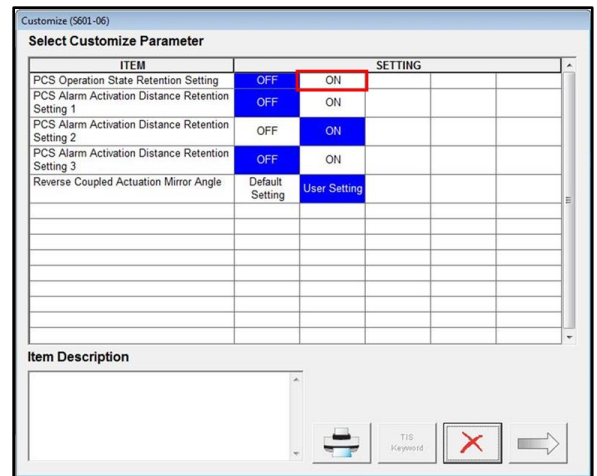 Customize (S601-06)
Select Customize Parameter
ITEM SETTING
PCS Operation State Retention Setting OFF ON
PCS Alarm Activation Distance Retention
Setting 1 OFF ON
PCS Alarm Activation Distance Retention
Setting 2 OFF ON
PCS Alarm Activation Distance Retention
Setting 3 OFF ON
Reverse Coupled Actuation Mirror Angle Default
Setting User Setting
Item Description
TIS
Keyword